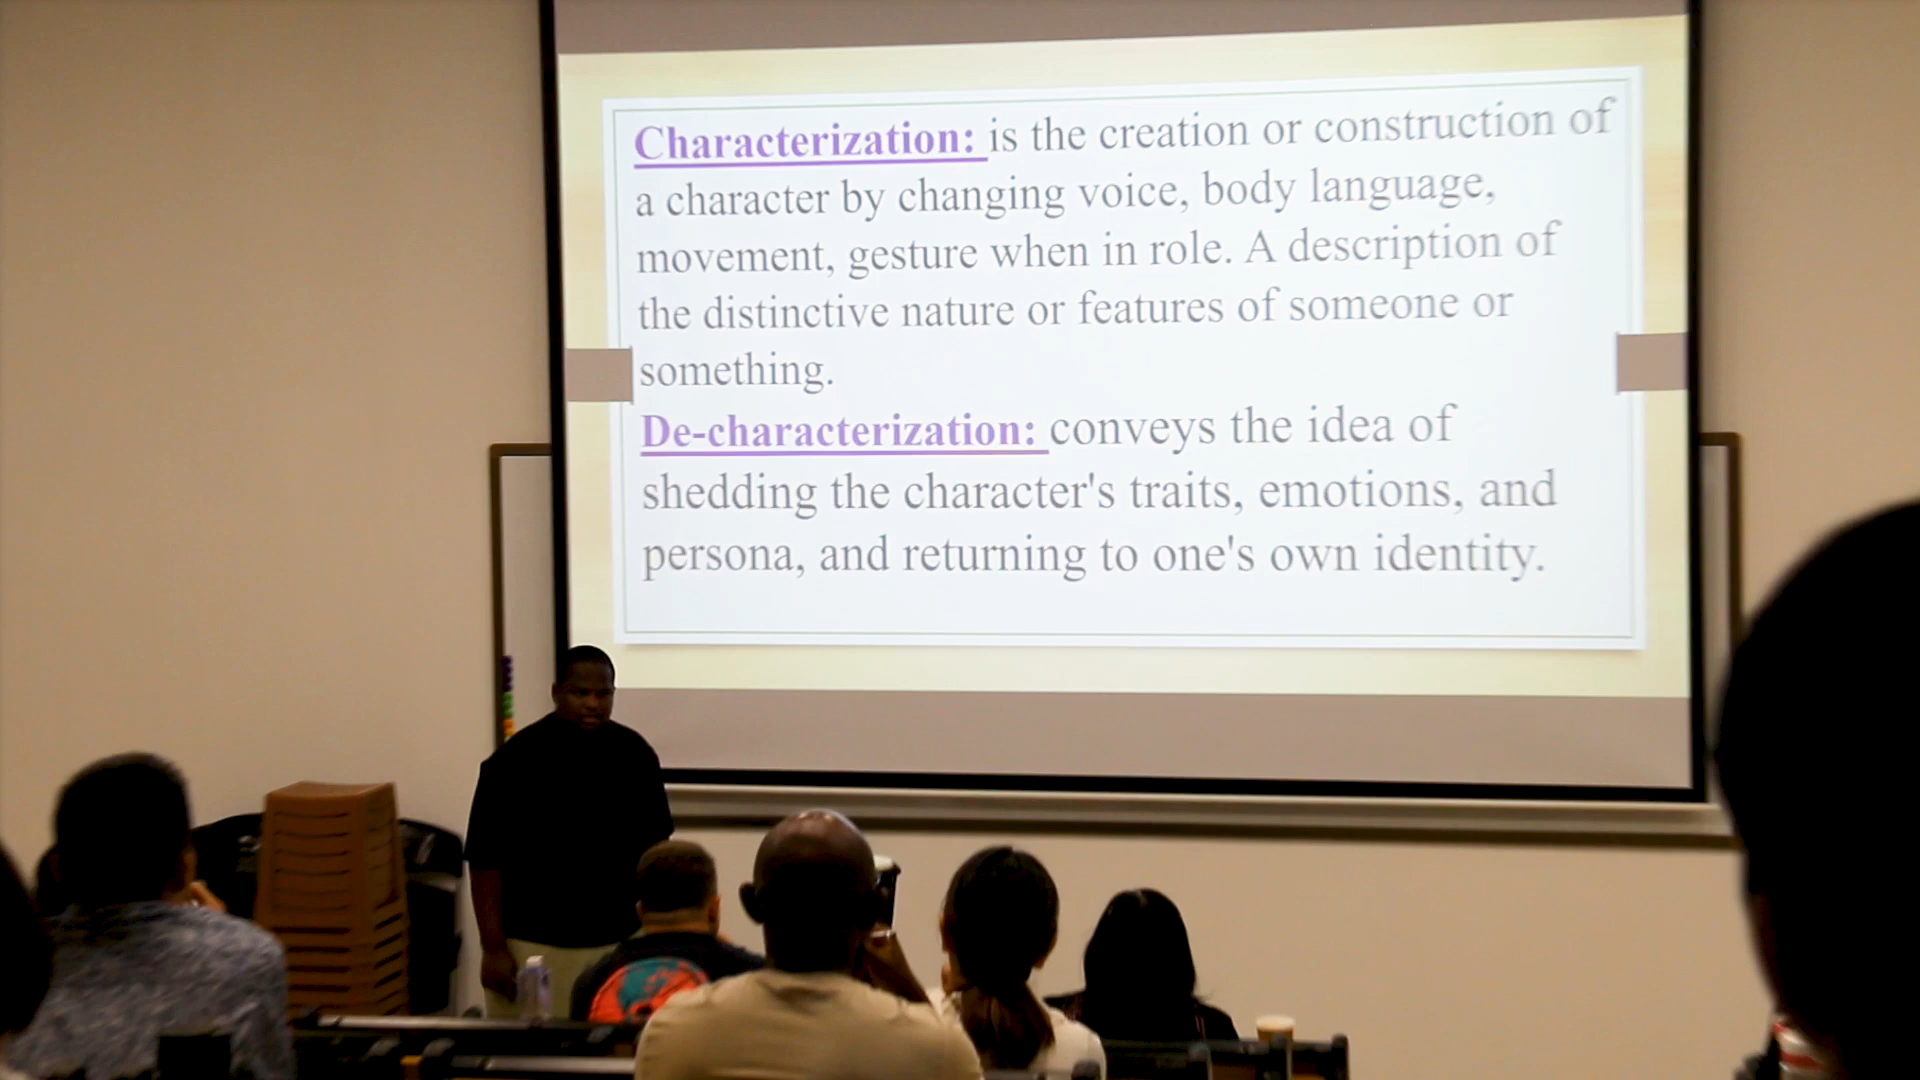 Characterization: is the creation or construction of
a character by changing voice, body language,
movement, gesture when in role. A description of
the distinctive nature or features of someone or
something.
De-characterization: conveys the idea of
shedding the character's traits, emotions, and
persona, and returning to one's own identity.